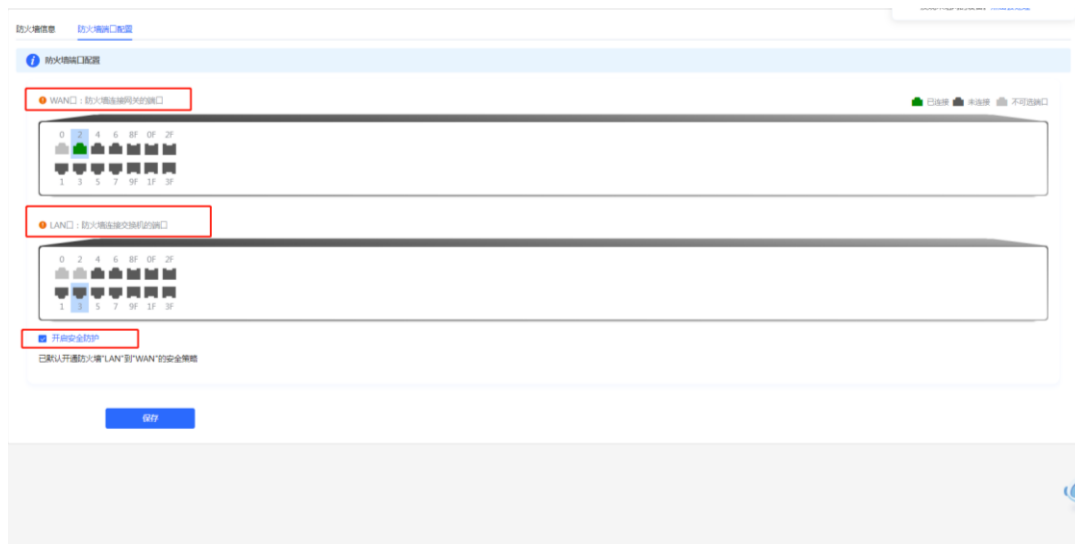 防火墙信息 防火墙端口配置
防火墙端口配置
WAN口：防火墙连接网关的端口
已连接 未连接 不可选端口
0 2 4 6 8F 0F 2F
1 3 5 7 9F 1F 3F
LAN口：防火墙连接交换机的端口
0 2 4 6 8F 0F 2F
1 3 5 7 9F 1F 3F
开启安全防护
已默认开通防火墙"LAN"到"WAN"的安全策略
保存